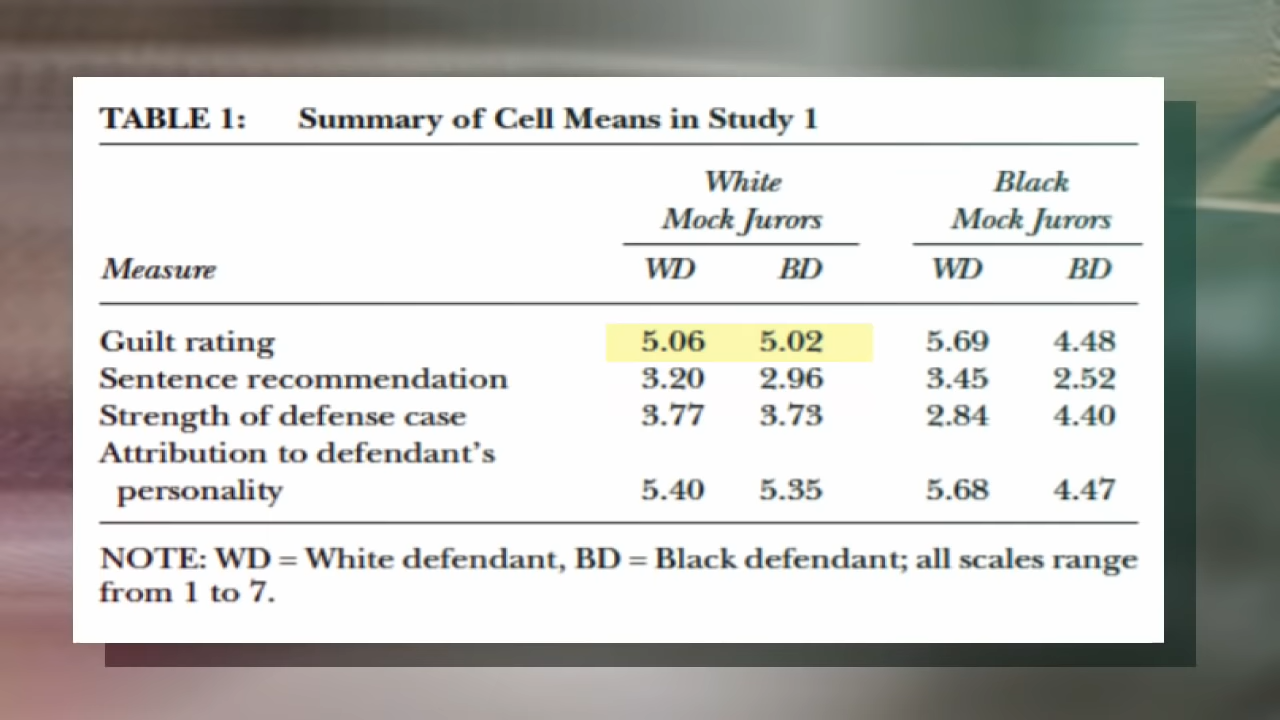 TABLE 1: Summary of Cell Means in Study 1
White Black
Mock Jurors Mock Jurors
Measure WD BD WD BD
Guilt rating 5.06 5.02 5.69 4.48
Sentence recommendation 3.20 2.96 3.45 2.52
Strength of defense case 3.77 3.73 2.84 4.40
Attribution to defendant's
personality 5.40 5.35 5.68 4.47
NOTE: WD = White defendant, BD = Black defendant; all scales range
from 1 to 7.